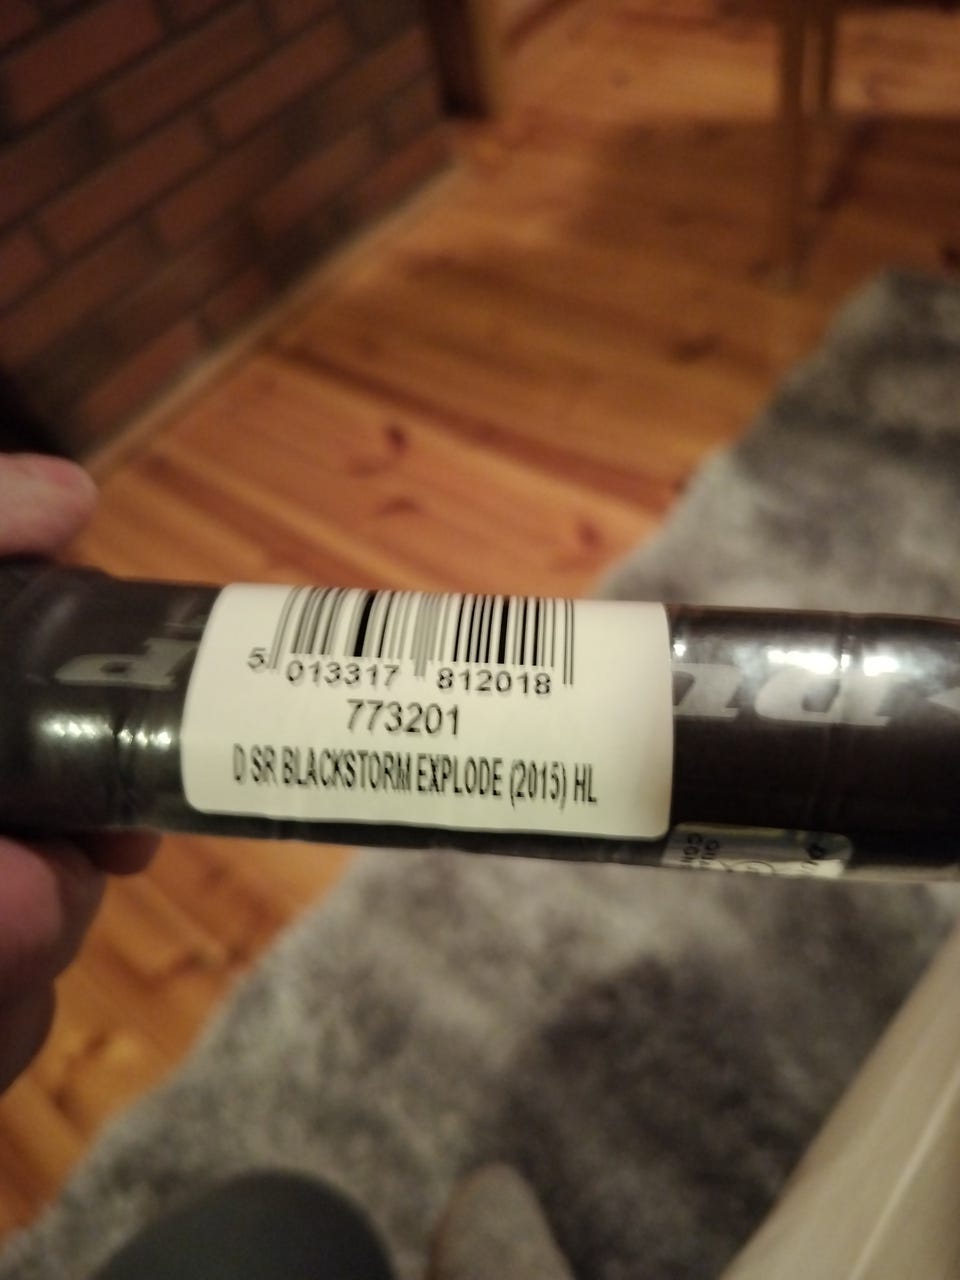 5 013317 812018
773201
D SR BLACKSTORM EXPLODE (2015) HL